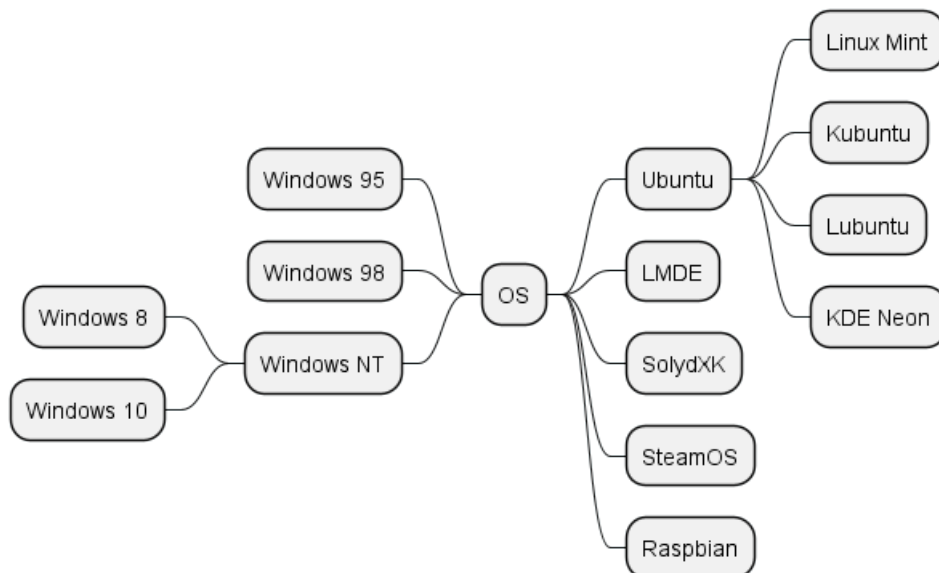 OS
Ubuntu
Linux Mint
Kubuntu
Lubuntu
KDE Neon
LMDE
SolydXK
SteamOS
Raspbian
Windows 95
Windows 98
Windows NT
Windows 8
Windows 10